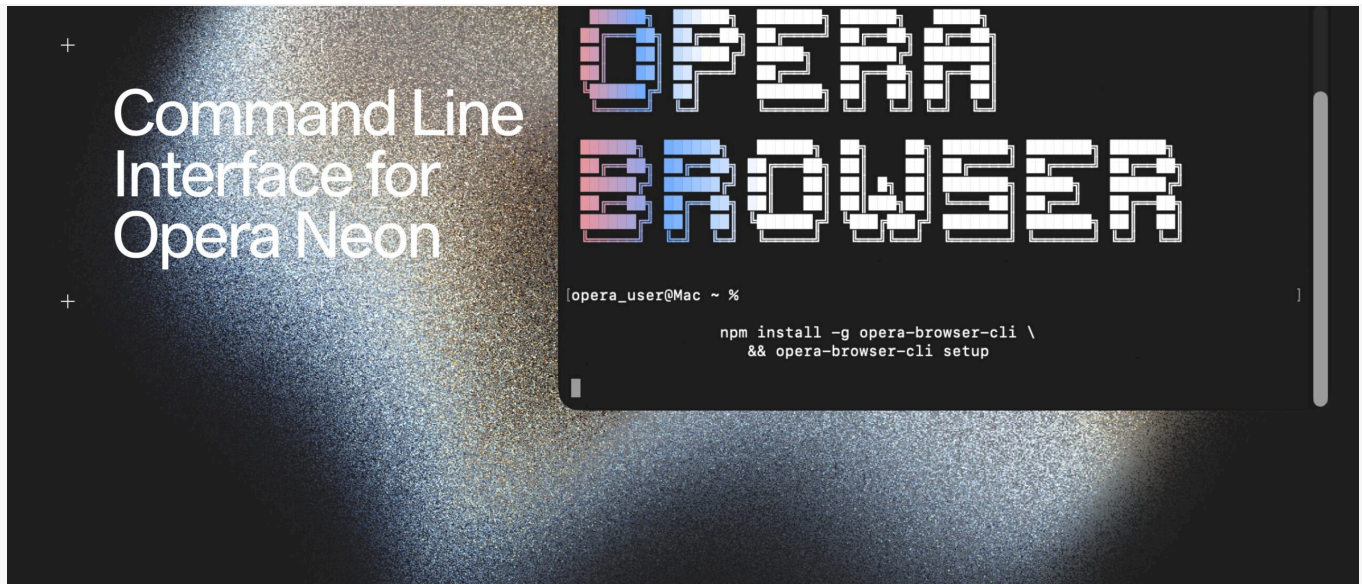 Command Line
Interface for
Opera Neon
OPERA
BROWSER
[opera_user@Mac ~ % ]
npm install -g opera-browser-cli \
&& opera-browser-cli setup